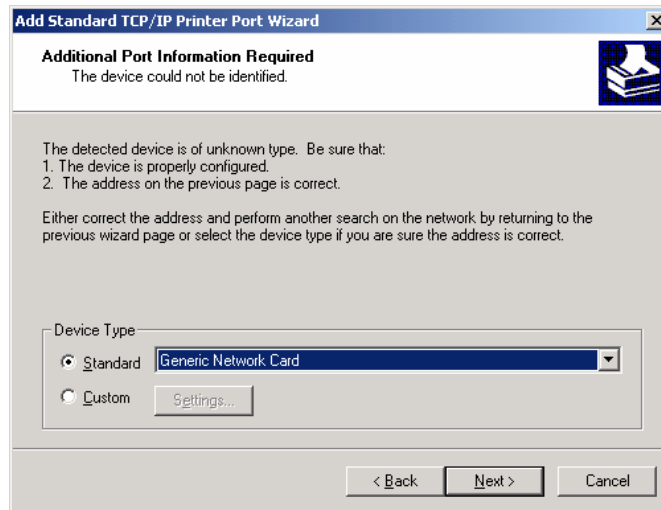 Add Standard TCP/IP Printer Port Wizard
Additional Port Information Required
The device could not be identified.
The detected device is of unknown type.  Be sure that:
1. The device is properly configured.
2.  The address on the previous page is correct.
Either correct the address and perform another search on the network by returning to the
previous wizard page or select the device type if you are sure the address is correct.
Device Type
Standard
Generic Network Card
Custom
Settings...
< Back
Next >
Cancel